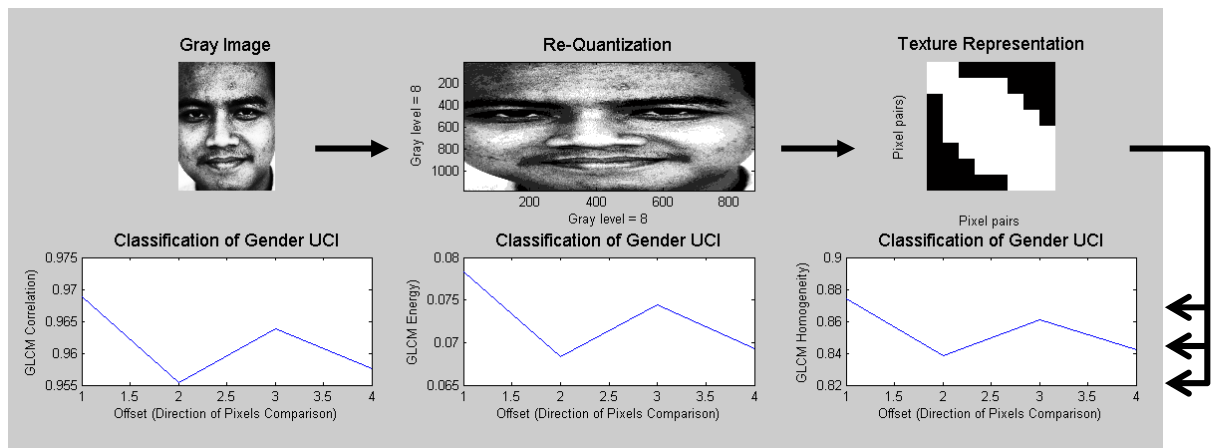 Gray Image
Re-Quantization
Texture Representation
Gray level = 8
200
400
600
800
1000
200 400 600 800
Gray level = 8
Pixel pairs)
Pixel pairs
Classification of Gender UCI
GLCM Correlation)
0.975
0.97
0.965
0.96
0.955
1 1.5 2 2.5 3 3.5 4
Offset (Direction of Pixels Comparison)
Classification of Gender UCI
GLCM Energy)
0.08
0.075
0.07
0.065
1 1.5 2 2.5 3 3.5 4
Offset (Direction of Pixels Comparison)
Classification of Gender UCI
GLCM Homogeneity)
0.9
0.88
0.86
0.84
0.82
1 1.5 2 2.5 3 3.5 4
Offset (Direction of Pixels Comparison)